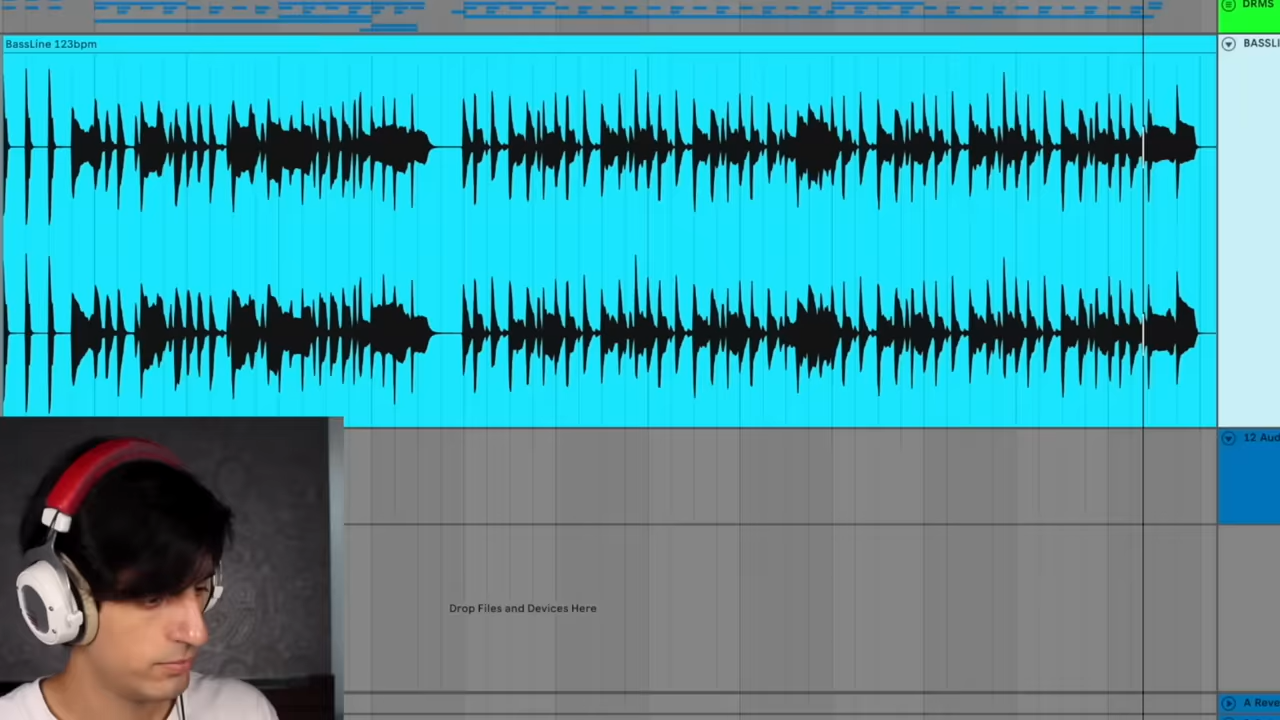 DRMS
BassLine 123bpm
BASSLI
12 Aud
Drop Files and Devices Here
A Reve